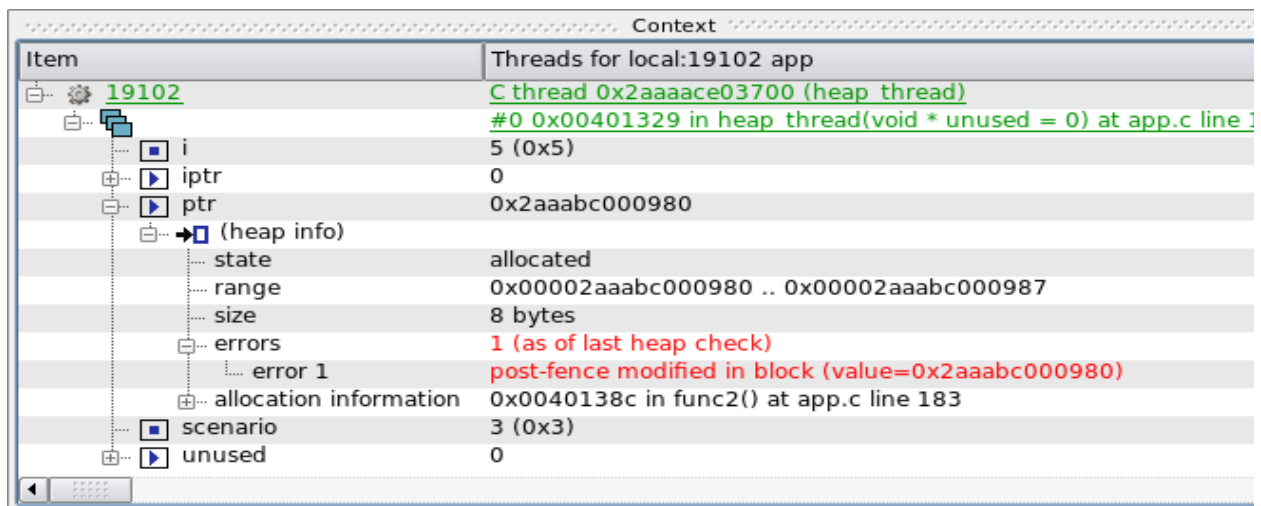 Context
Item Threads for local:19102 app
19102 C thread 0x2aaaace03700 (heap_thread)
#0 0x00401329 in heap_thread(void * unused = 0) at app.c line
i 5 (0x5)
iptr 0
ptr 0x2aaabc000980
(heap info)
state allocated
range 0x00002aaabc000980 .. 0x00002aaabc000987
size 8 bytes
errors 1 (as of last heap check)
error 1 post-fence modified in block (value=0x2aaabc000980)
allocation information 0x0040138c in func2() at app.c line 183
scenario 3 (0x3)
unused 0